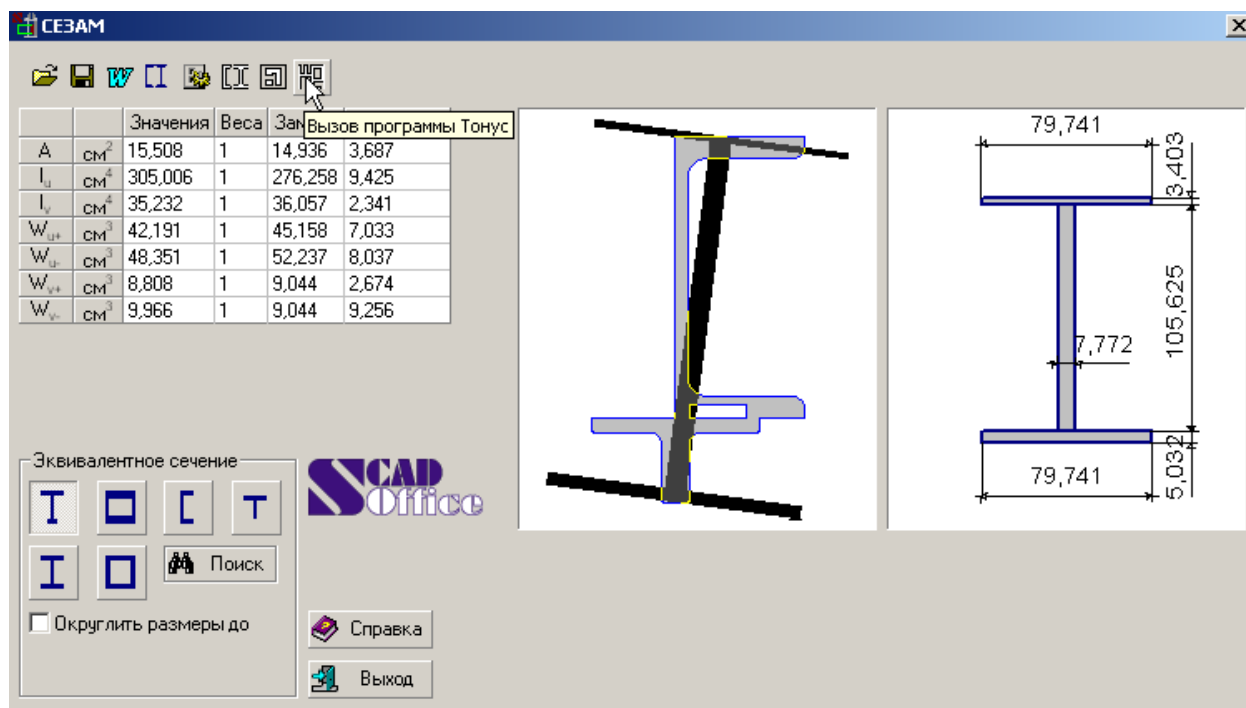 СЕЗАМ
Значения Веса Зам
Вызов программы Тонус
A см² 15,508 1 14,936 3,687
Iu см⁴ 305,006 1 276,258 9,425
Iv см⁴ 35,232 1 36,057 2,341
Wu+ см³ 42,191 1 45,158 7,033
Wu- см³ 48,351 1 52,237 8,037
Wv+ см³ 8,808 1 9,044 2,674
Wv- см³ 9,966 1 9,044 9,256
79,741
3,403
105,625
7,772
79,741
5,032
Эквивалентное сечение
SCAD
Office
Поиск
Округлить размеры до
Справка
Выход